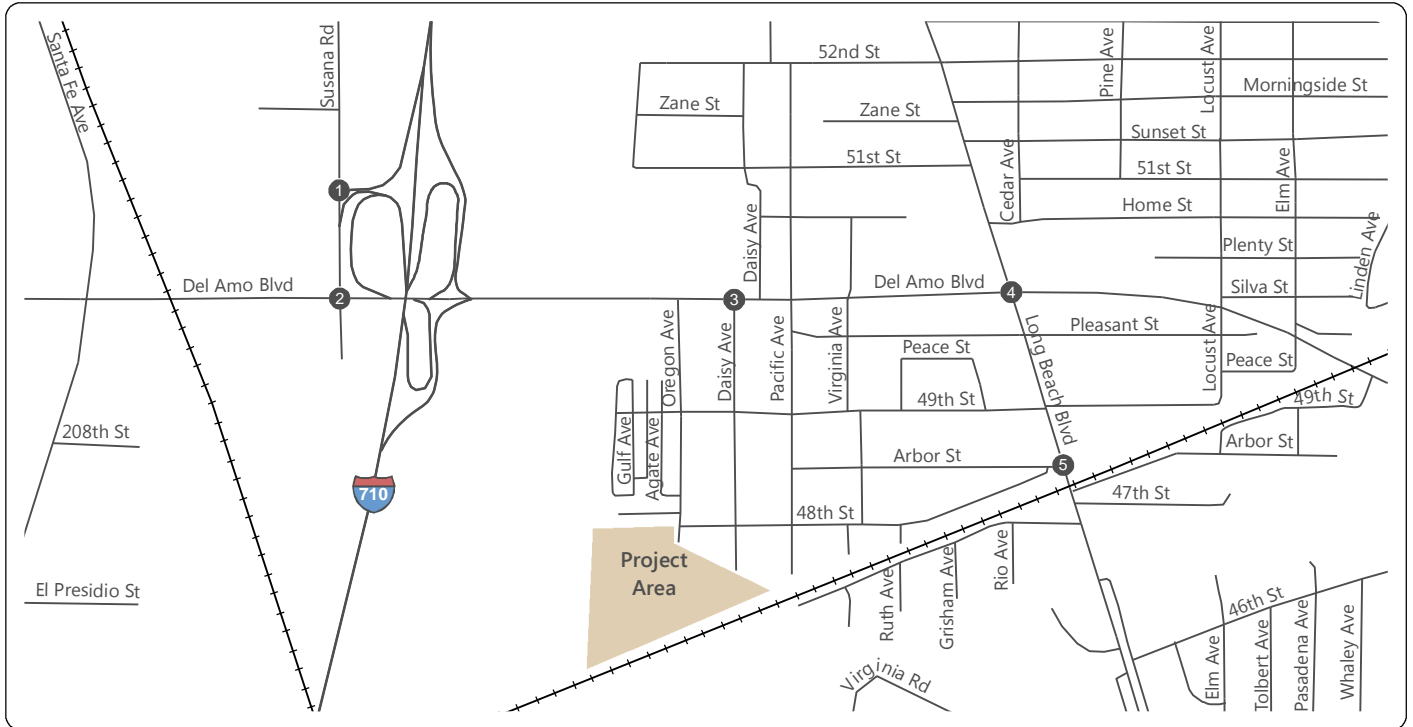 52nd St
Santa Fe Ave
Susana Rd
Pine Ave
Locust Ave
Morningside St
Zane St
Zane St
Sunset St
51st St
51st St
Cedar Ave
Elm Ave
1
Home St
Daisy Ave
Linden Ave
Plenty St
Del Amo Blvd
Del Amo Blvd
Silva St
2
3
4
Oregon Ave
Daisy Ave
Pacific Ave
Virginia Ave
Long Beach Blvd
Pleasant St
Locust Ave
Peace St
Peace St
49th St
49th St
208th St
Gulf Ave
Agate Ave
Arbor St
Arbor St
5
710
47th St
48th St
Project
Area
El Presidio St
Ruth Ave
Grisham Ave
Rio Ave
46th St
Virginia Rd
Elm Ave
Tolbert Ave
Pasadena Ave
Whaley Ave